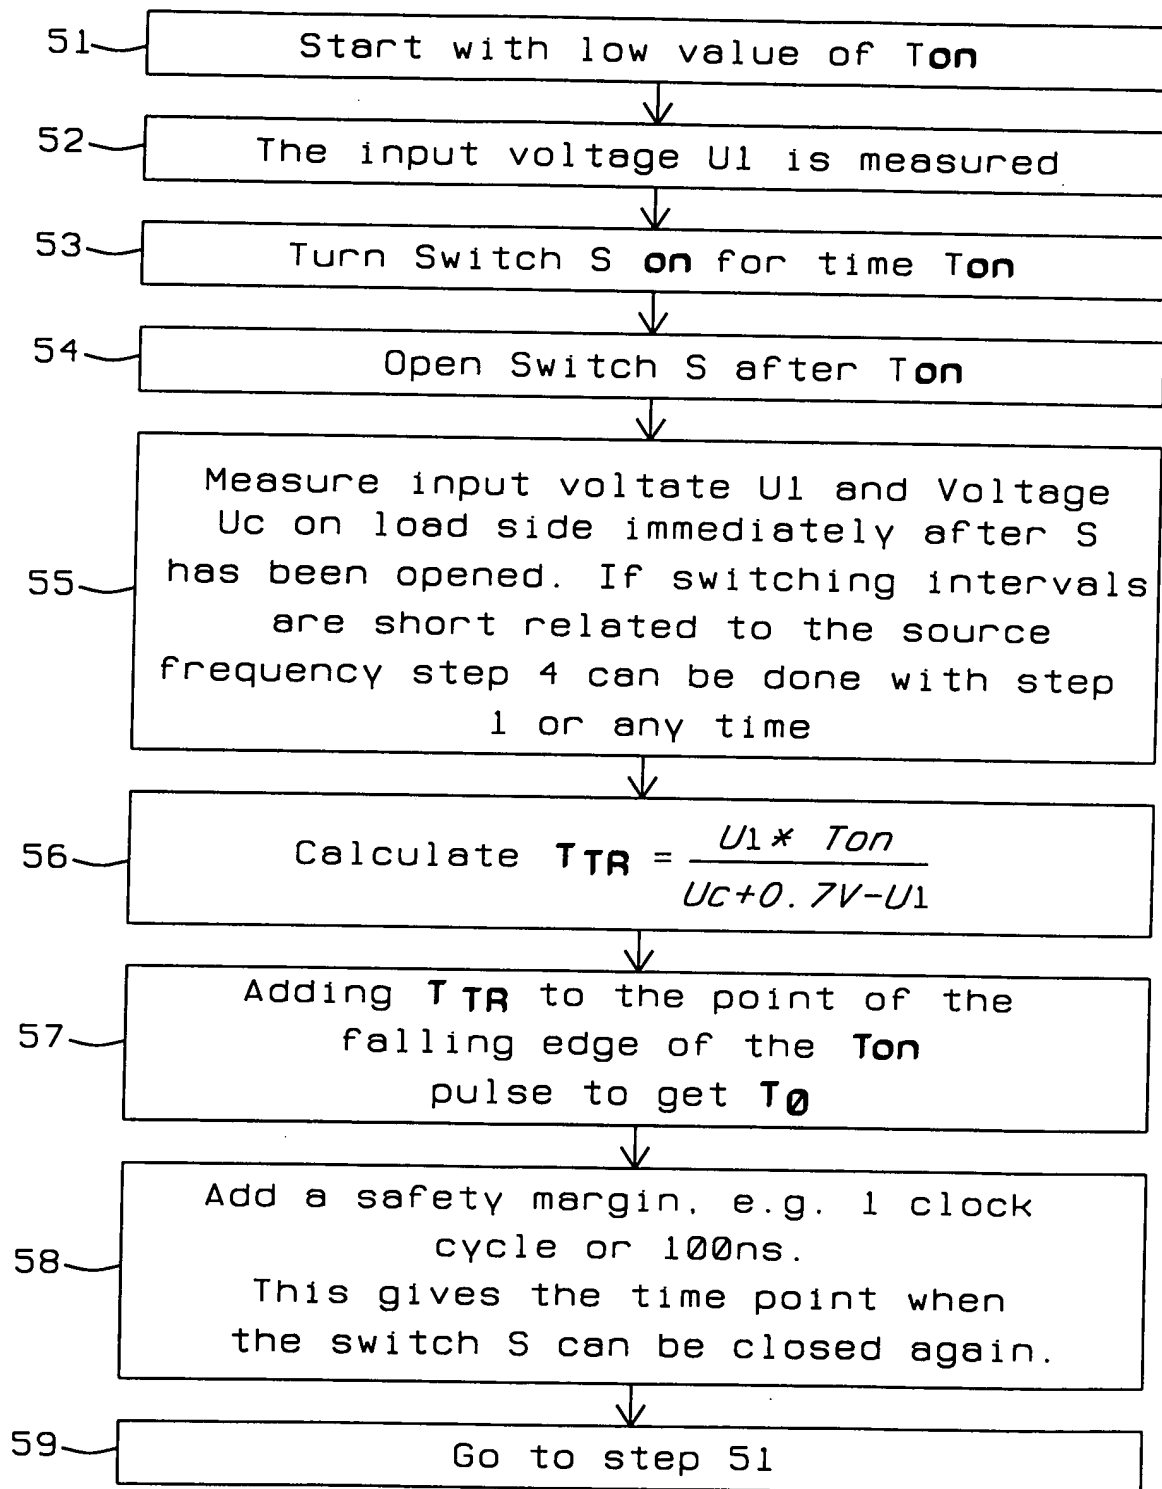 51
Start with low value of Ton
52
The input voltage U1 is measured
53
Turn Switch S on for time Ton
54
Open Switch S after Ton
55
Measure input voltate U1 and Voltage
Uc on load side immediately after S
has been opened. If switching intervals
are short related to the source
frequency step 4 can be done with step
1 or any time
56
Calculate TTR = U1* Ton / Uc+0.7V-U1
57
Adding TTR to the point of the
falling edge of the Ton
pulse to get T0
58
Add a safety margin, e.g. 1 clock
cycle or 100ns.
This gives the time point when
the switch S can be closed again.
59
Go to step 51